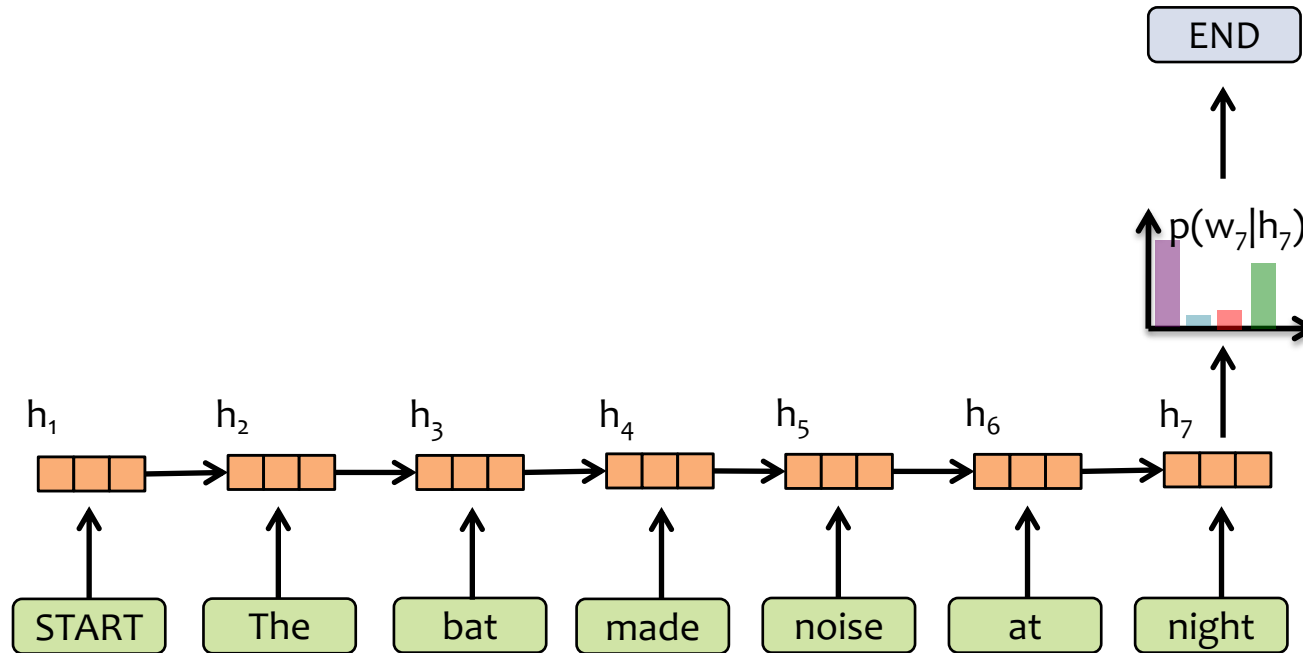 END
p(w₇|h₇)
h₁ h₂ h₃ h₄ h₅ h₆ h₇
START The bat made noise at night